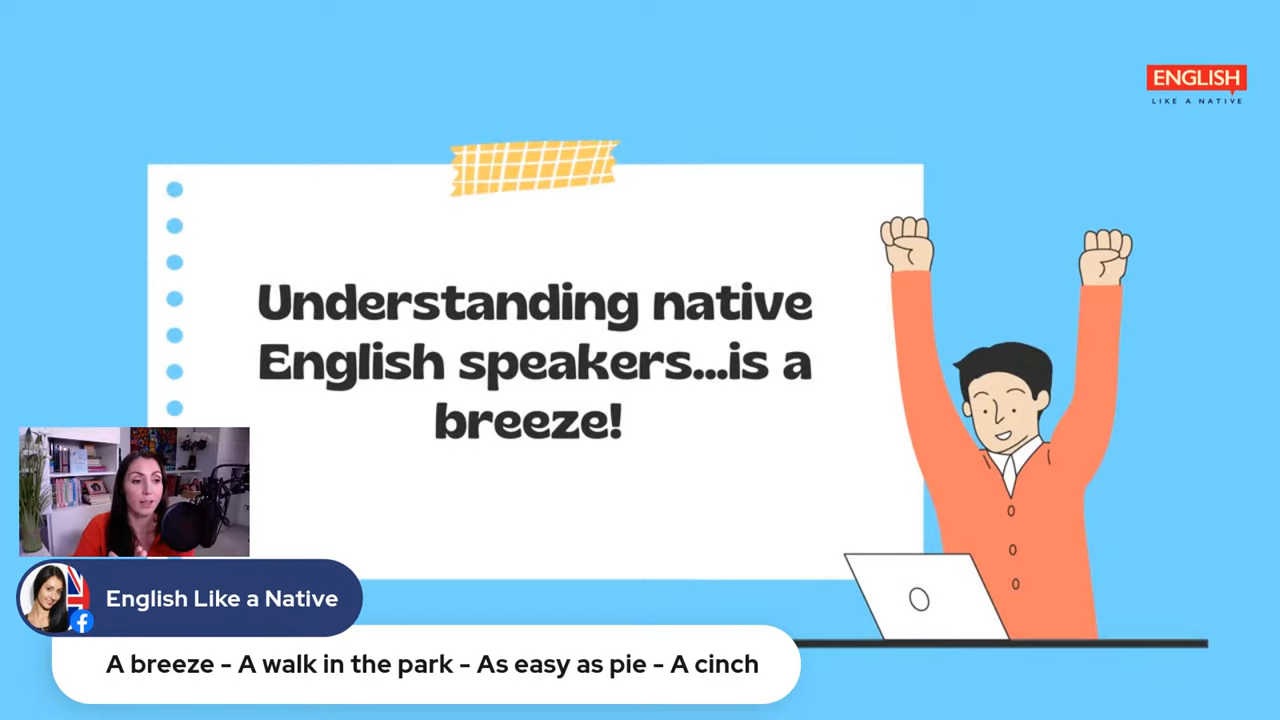 ENGLISH
LIKE A NATIVE
Understanding native
English speakers...is a
breeze!
English Like a Native
A breeze - A walk in the park - As easy as pie - A cinch